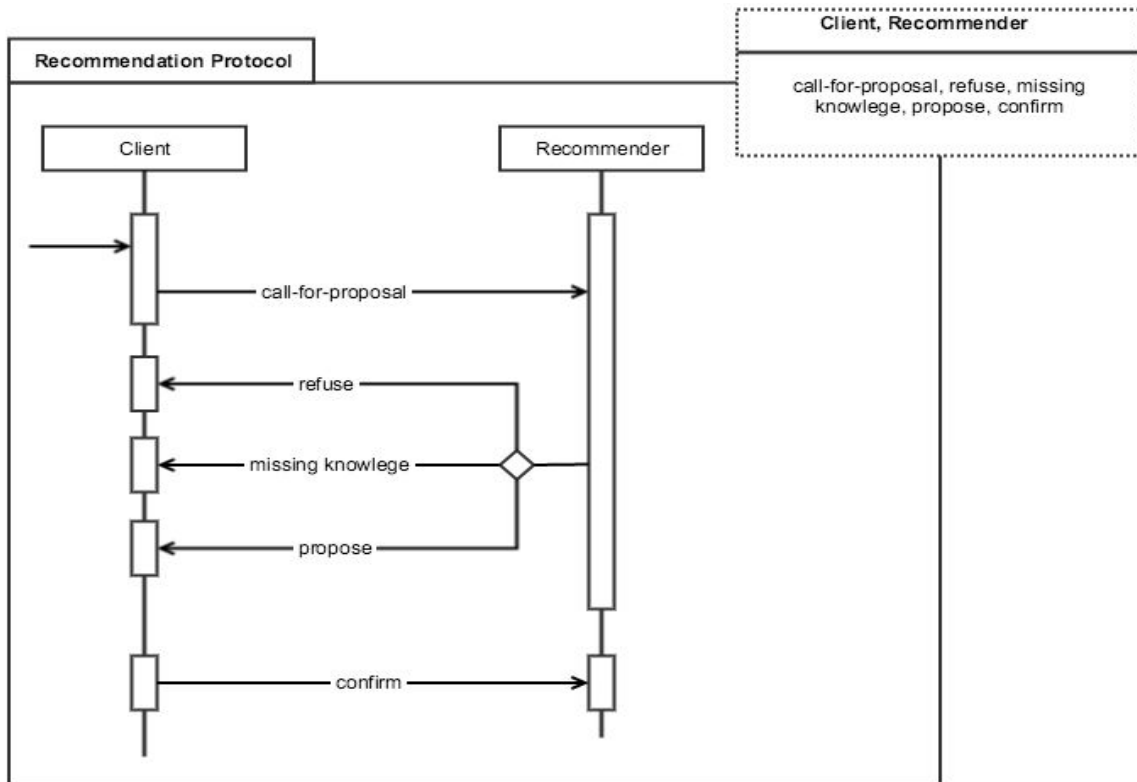 Client, Recommender
Recommendation Protocol
call-for-proposal, refuse, missing
knowlege, propose, confirm
Client
Recommender
call-for-proposal
refuse
missing knowlege
propose
confirm